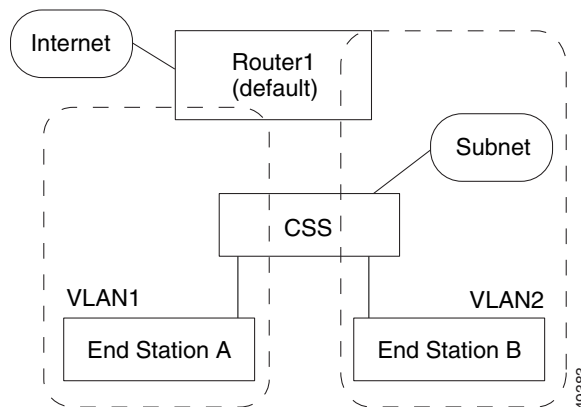 Internet
Router1
(default)
Subnet
CSS
VLAN1
VLAN2
End Station A
End Station B